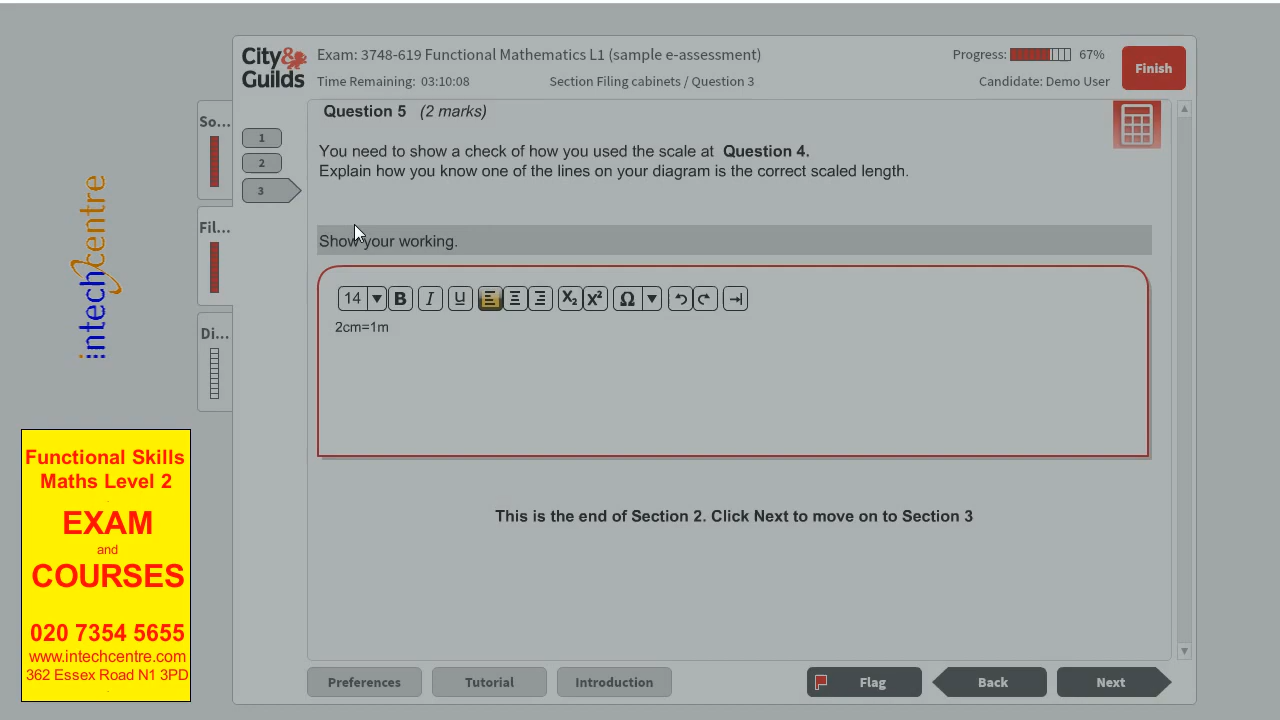 City&
Guilds
Exam: 3748-619 Functional Mathematics L1 (sample e-assessment)
Progress: 67%
Finish
Time Remaining: 03:10:08
Section Filing cabinets / Question 3
Candidate: Demo User
So...
Fil...
Di...
1
2
3
Question 5 (2 marks)
You need to show a check of how you used the scale at Question 4.
Explain how you know one of the lines on your diagram is the correct scaled length.
Show your working.
14 B I U X₂ X² Ω
2cm=1m
This is the end of Section 2. Click Next to move on to Section 3
Preferences
Tutorial
Introduction
Flag
Back
Next
intechcentre
Functional Skills
Maths Level 2
EXAM
and
COURSES
020 7354 5655
www.intechcentre.com
362 Essex Road N1 3PD